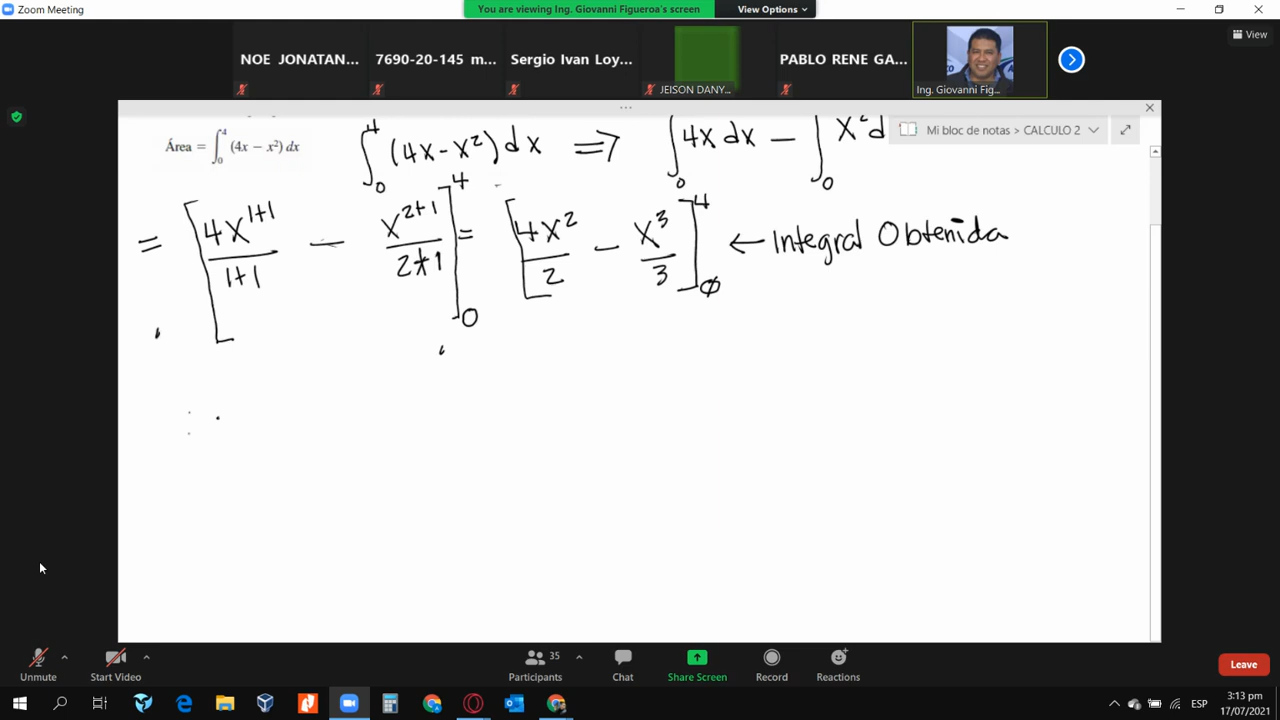 Zoom Meeting
You are viewing Ing. Giovanni Figueroa's screen
View Options
View
NOE JONATAN...
7690-20-145 m...
Sergio Ivan Loy...
JEISON DANY...
PABLO RENE GA...
Ing. Giovanni Fig...
Mi bloc de notas > CALCULO 2
Área = ∫₀⁴ (4x − x²) dx
∫₀⁴ (4x-x²) dx ⇒ ∫₀⁴ 4x dx − ∫₀ x² d
= [4x^(1+1)/(1+1) − x^(2+1)/(2+1)]₀⁴ = [4x²/2 − x³/3]₀⁴ ← Integral Obtenida
Unmute
Start Video
35
Participants
Chat
Share Screen
Record
Reactions
Leave
ESP
3:13 pm
17/07/2021